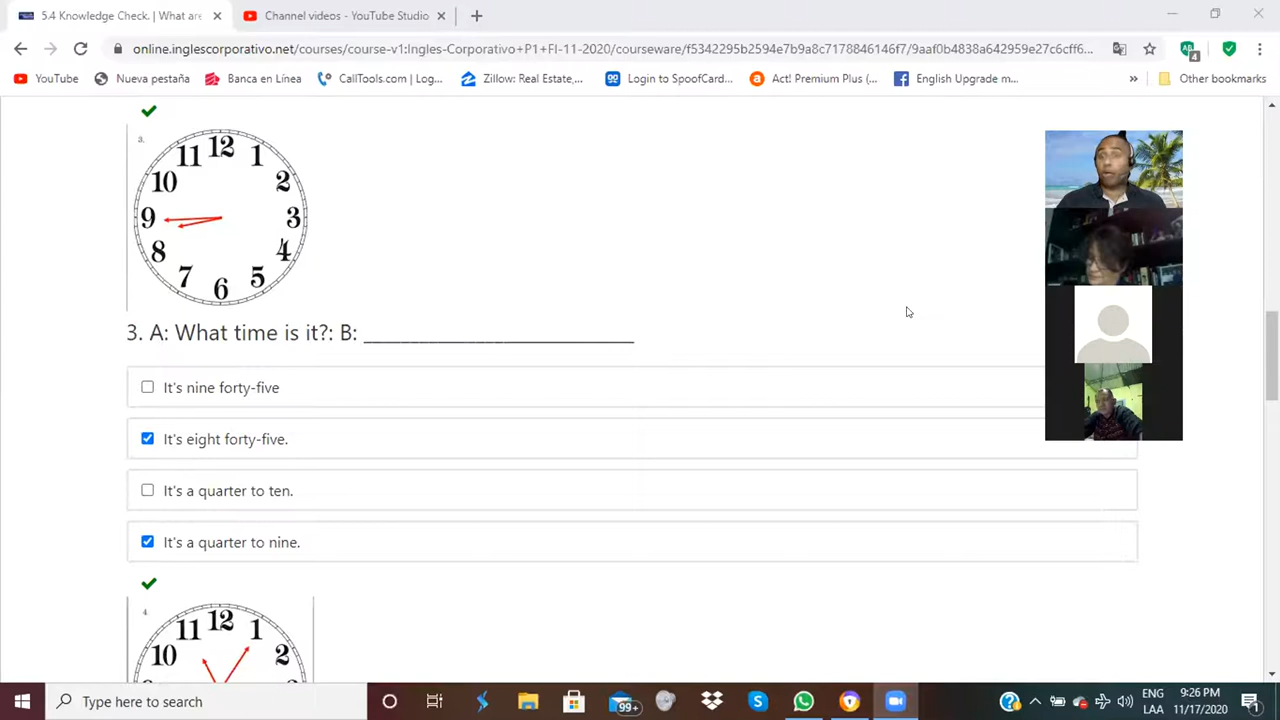 5.4 Knowledge Check. | What are
Channel videos - YouTube Studio
online.inglescorporativo.net/courses/course-v1:Ingles-Corporativo+P1+FI-11-2020/courseware/f5342295b2594e7b9a8c7178846146f7/9aaf0b4838a642959e27c6cff6...
4
YouTube
Nueva pestaña
Banca en Línea
CallTools.com | Log...
Zillow: Real Estate,...
Login to SpoofCard...
Act! Premium Plus (...
English Upgrade m...
»
Other bookmarks
3.
12
11 1
10 2
9 3
8 4
7 5
6
3. A: What time is it?: B: ___________________________
It's nine forty-five
It's eight forty-five.
It's a quarter to ten.
It's a quarter to nine.
4.
12
11 1
10 2
Type here to search
99+
ENG
LAA
9:26 PM
11/17/2020
1